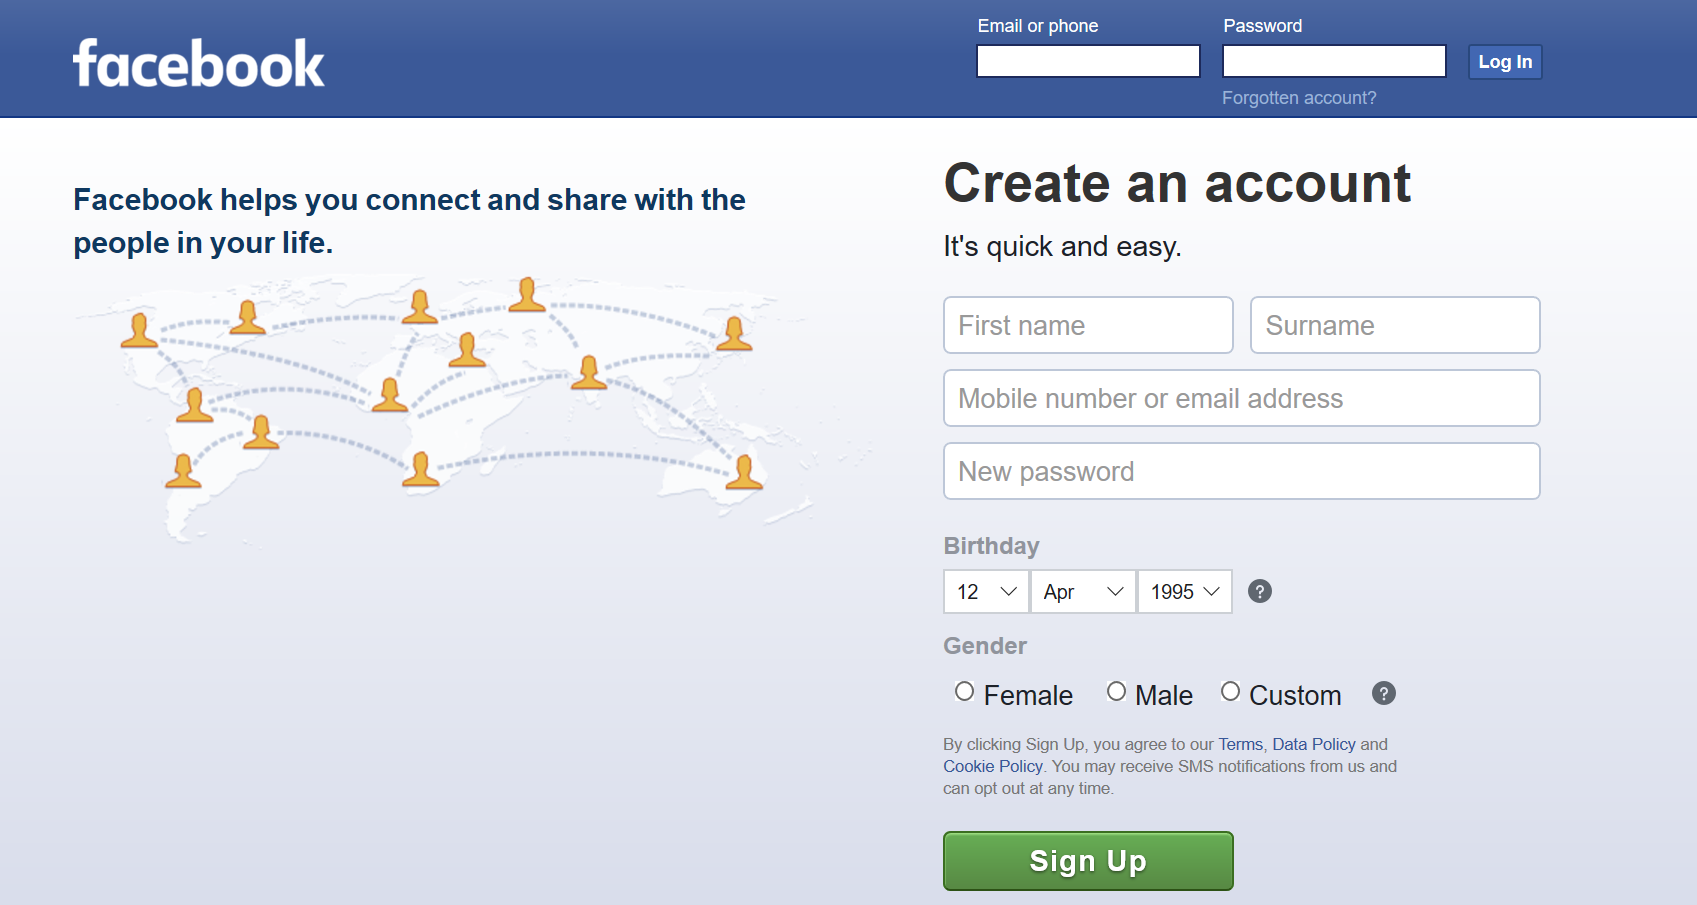 facebook
Email or phone
Password
Log In
Forgotten account?
Facebook helps you connect and share with the
people in your life.
Create an account
It's quick and easy.
First name
Surname
Mobile number or email address
New password
Birthday
12
Apr
1995
?
Gender
Female
Male
Custom
?
By clicking Sign Up, you agree to our Terms, Data Policy and
Cookie Policy. You may receive SMS notifications from us and
can opt out at any time.
Sign Up